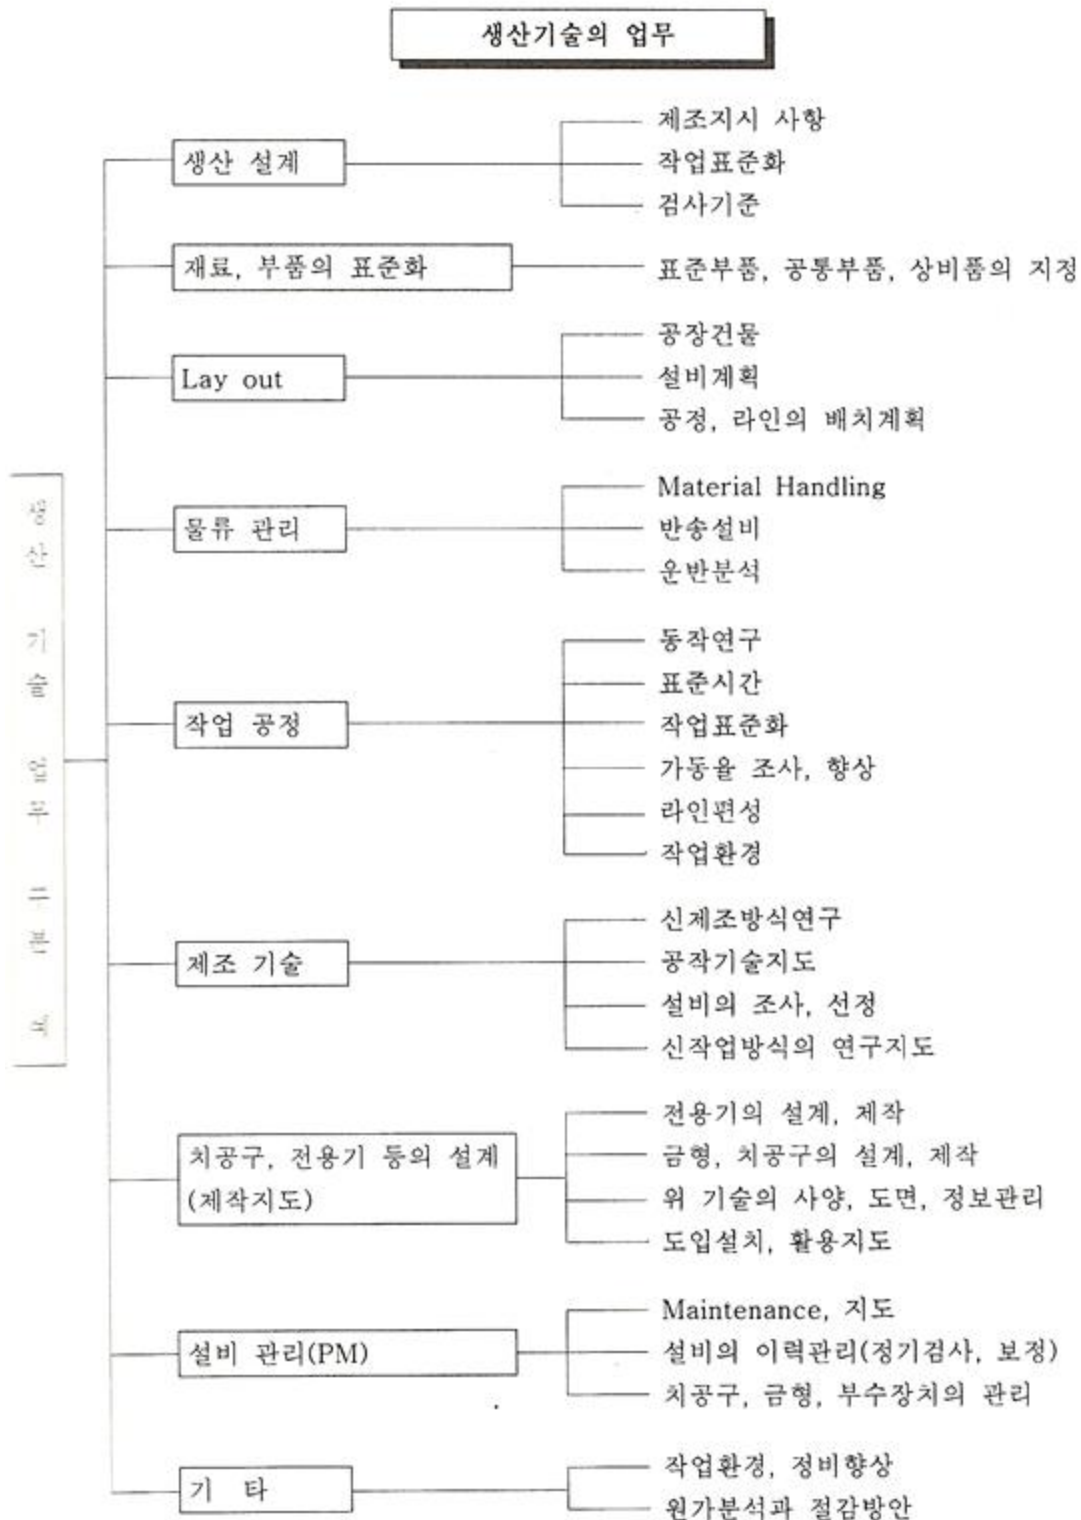 생산기술의 업무
생산 기술 업무 구분 표
생산 설계
제조지시 사항
작업표준화
검사기준
재료, 부품의 표준화
표준부품, 공통부품, 상비품의 지정
Lay out
공장건물
설비계획
공정, 라인의 배치계획
물류 관리
Material Handling
반송설비
운반분석
작업 공정
동작연구
표준시간
작업표준화
가동율 조사, 향상
라인편성
작업환경
제조 기술
신제조방식연구
공작기술지도
설비의 조사, 선정
신작업방식의 연구지도
치공구, 전용기 등의 설계
(제작지도)
전용기의 설계, 제작
금형, 치공구의 설계, 제작
위 기술의 사양, 도면, 정보관리
도입설치, 활용지도
설비 관리(PM)
Maintenance, 지도
설비의 이력관리(정기검사, 보정)
치공구, 금형, 부수장치의 관리
기 타
작업환경, 정비향상
원가분석과 절감방안